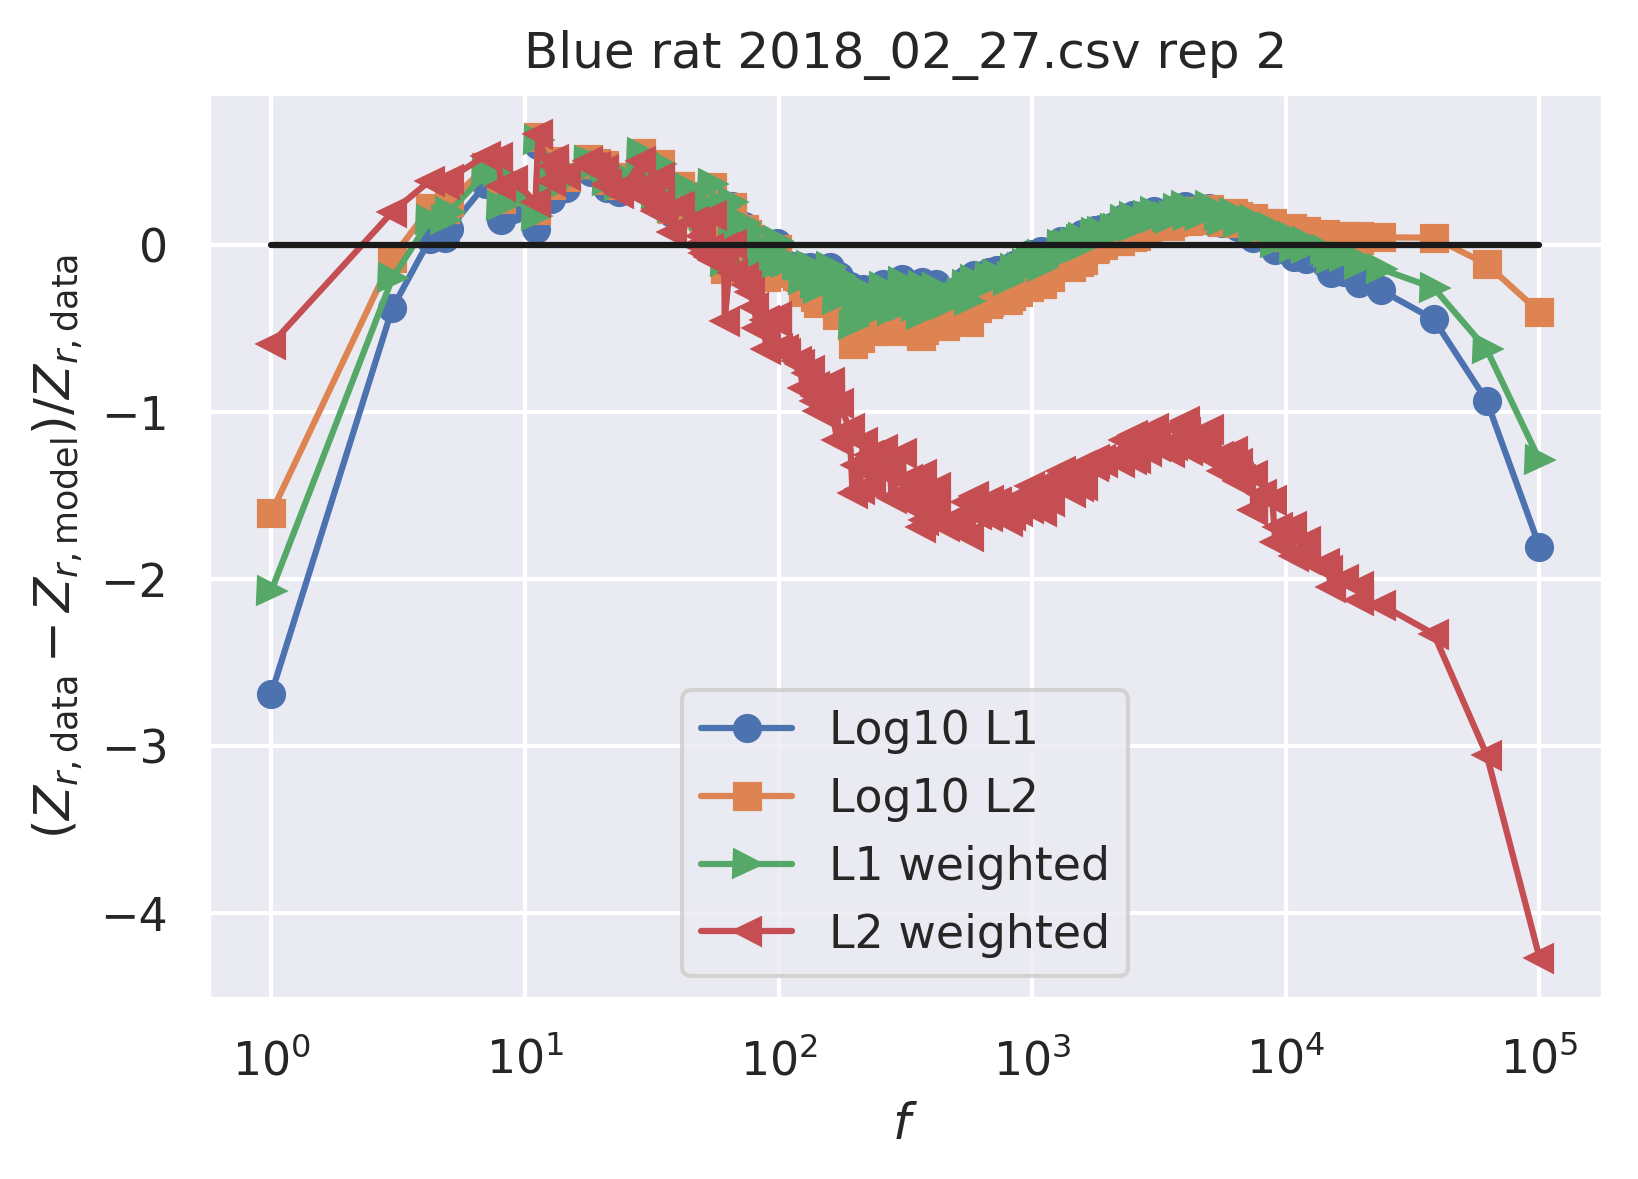 Blue rat 2018_02_27.csv rep 2
(Z_{r, data} − Z_{r, model})/Z_{r, data}
0
−1
−2
−3
−4
Log10 L1
Log10 L2
L1 weighted
L2 weighted
10^0 10^1 10^2 10^3 10^4 10^5
f